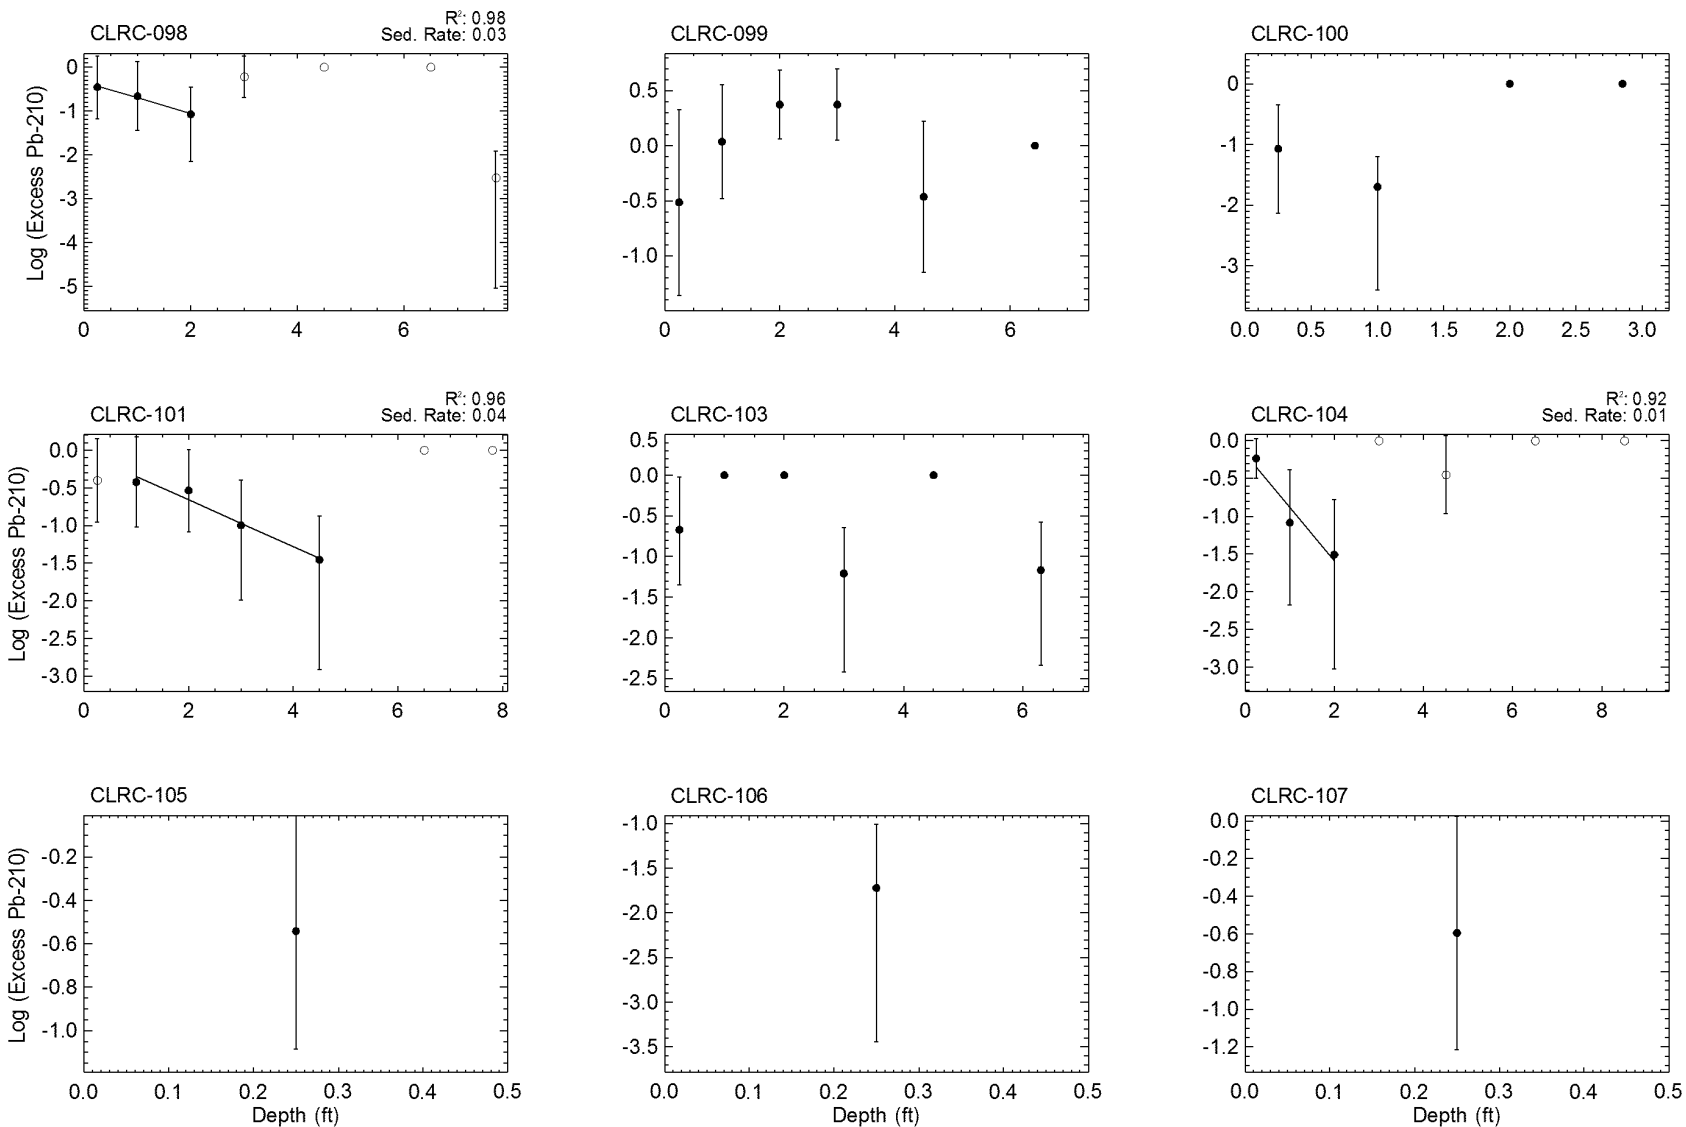 R²: 0.98
CLRC-098 Sed. Rate: 0.03 CLRC-099 CLRC-100
Log (Excess Pb-210)
0
-1
-2
-3
-4
-5
0 2 4 6
0.5
0.0
-0.5
-1.0
0 2 4 6
0
-1
-2
-3
0.0 0.5 1.0 1.5 2.0 2.5 3.0
R²: 0.96
CLRC-101 Sed. Rate: 0.04
Log (Excess Pb-210)
0.0
-0.5
-1.0
-1.5
-2.0
-2.5
-3.0
0 2 4 6 8
CLRC-103
0.5
0.0
-0.5
-1.0
-1.5
-2.0
-2.5
0 2 4 6
R²: 0.92
CLRC-104 Sed. Rate: 0.01
0.0
-0.5
-1.0
-1.5
-2.0
-2.5
-3.0
0 2 4 6 8
CLRC-105
Log (Excess Pb-210)
-0.2
-0.4
-0.6
-0.8
-1.0
0.0 0.1 0.2 0.3 0.4 0.5
Depth (ft)
CLRC-106
-1.0
-1.5
-2.0
-2.5
-3.0
-3.5
0.0 0.1 0.2 0.3 0.4 0.5
Depth (ft)
CLRC-107
0.0
-0.2
-0.4
-0.6
-0.8
-1.0
-1.2
0.0 0.1 0.2 0.3 0.4 0.5
Depth (ft)